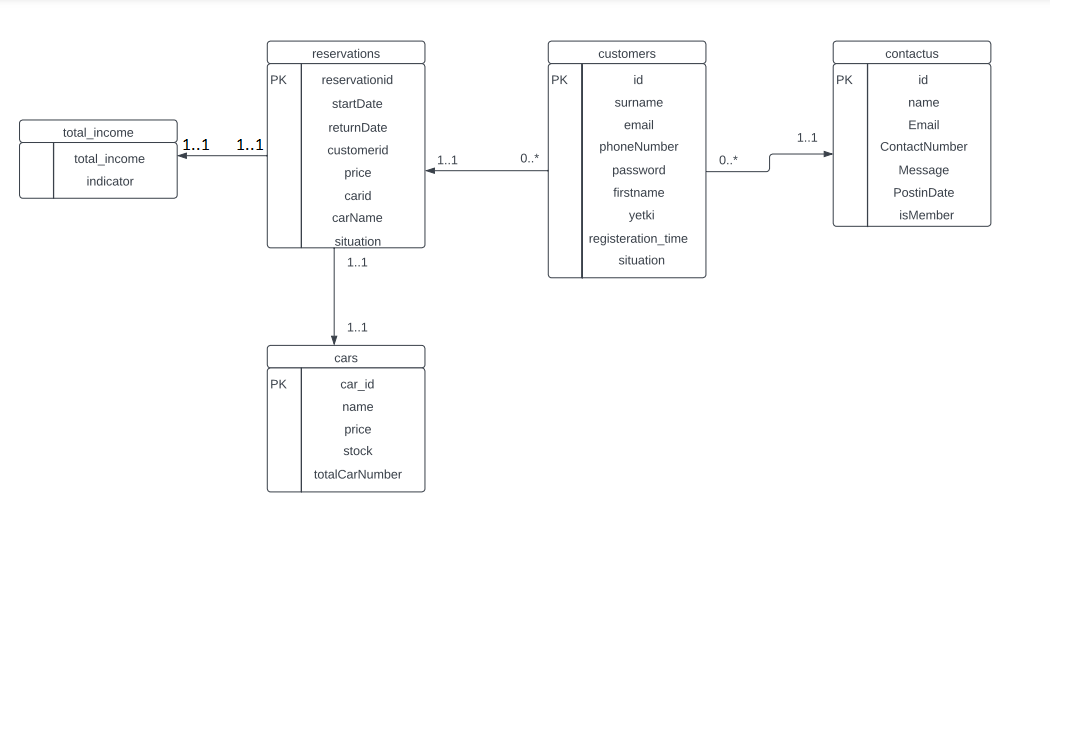 reservations
PK
reservationid
startDate
returnDate
customerid
price
carid
carName
situation
customers
PK
id
surname
email
phoneNumber
password
firstname
yetki
registeration_time
situation
contactus
PK
id
name
Email
ContactNumber
Message
PostinDate
isMember
total_income
total_income
indicator
1..1
1..1
1..1
0..*
0..*
1..1
1..1
1..1
cars
PK
car_id
name
price
stock
totalCarNumber